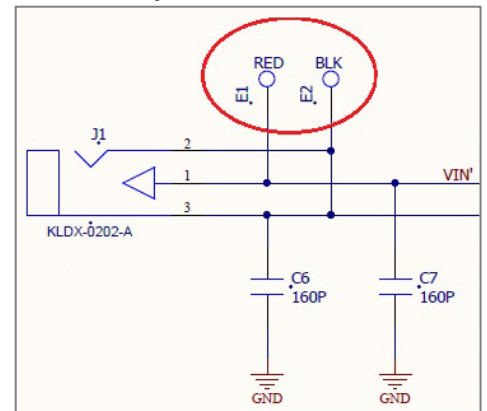 RED BLK
E1 E2
J1
2
1 VIN'
3
KLDX-0202-A
C6 C7
160P 160P
GND GND